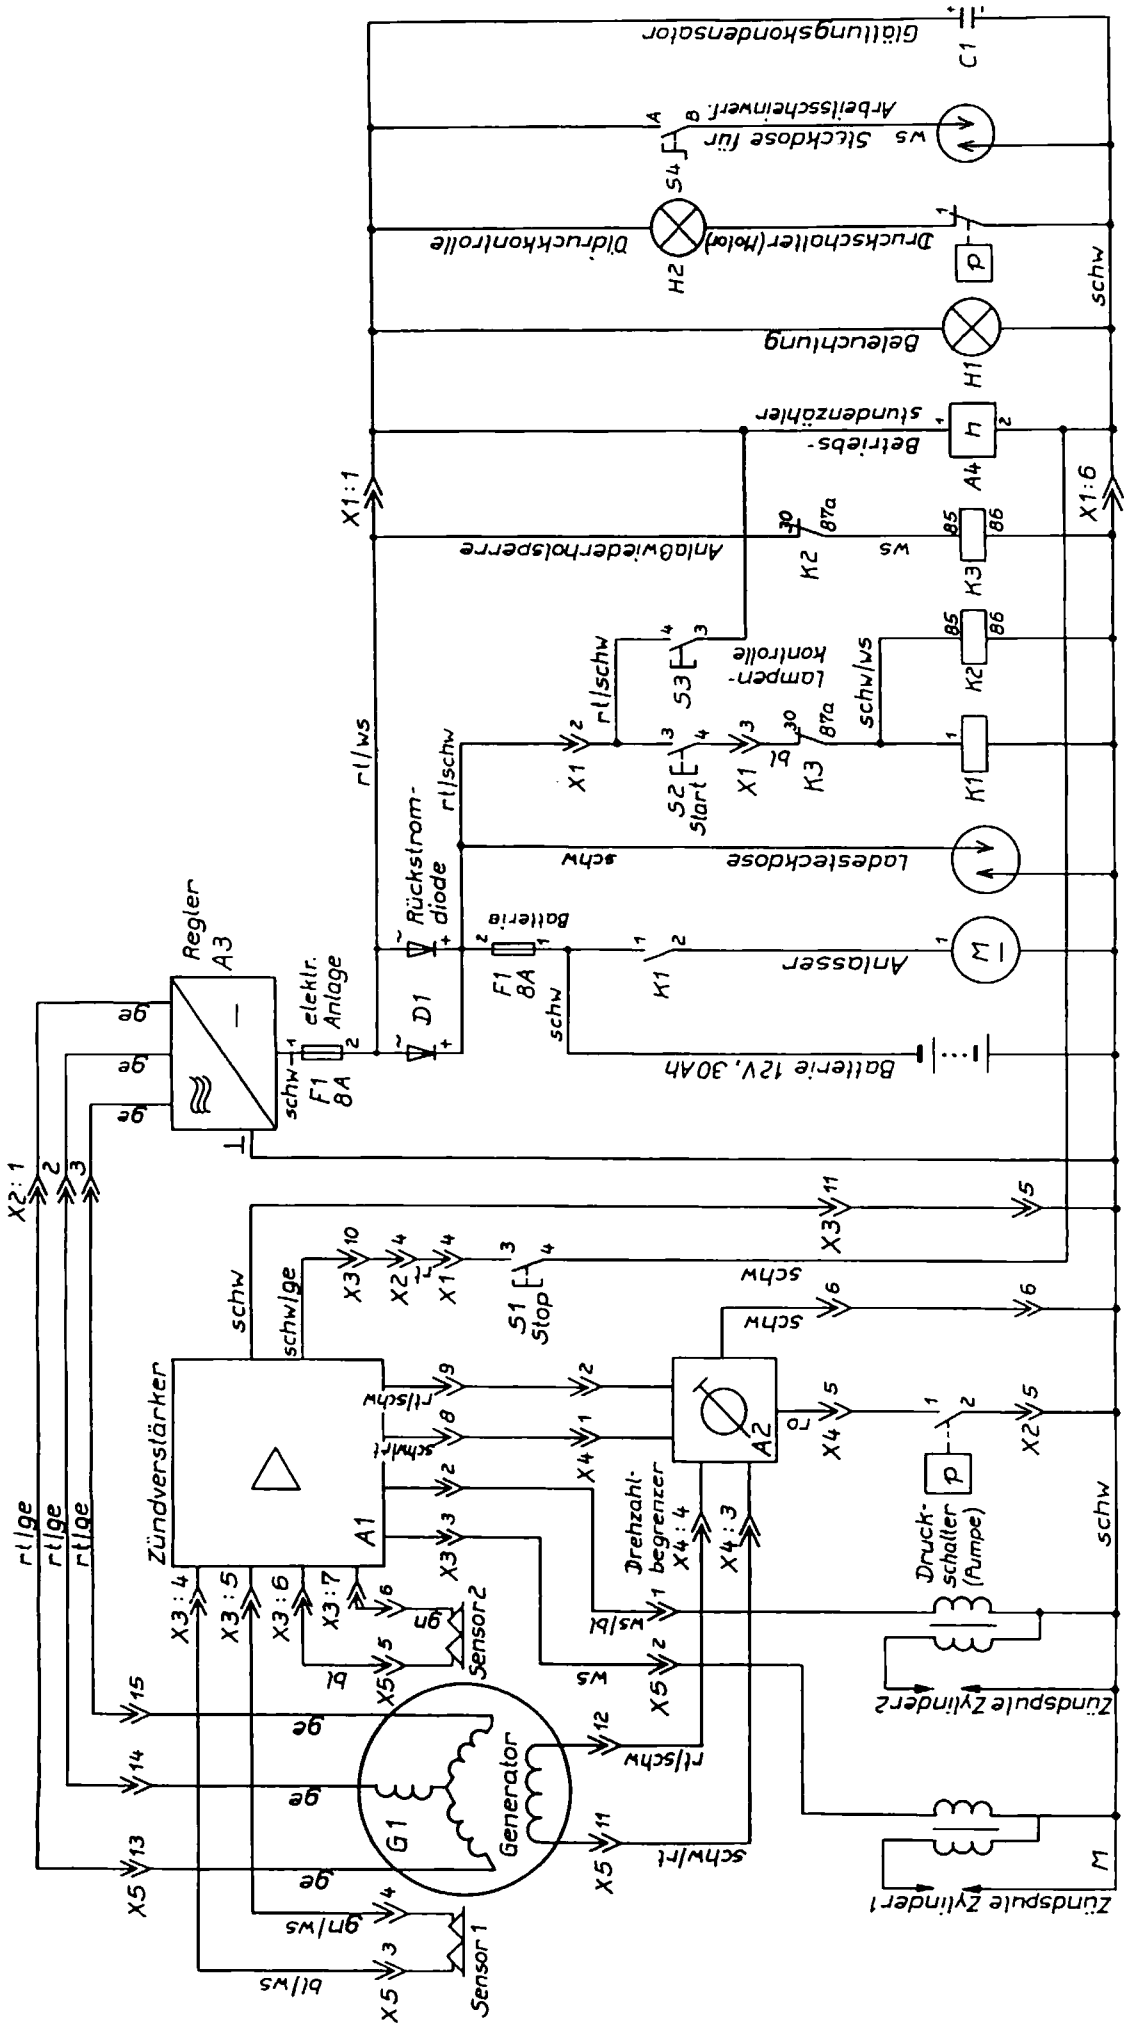 X2:1
2
3
rt/ge
rt/ge
rt/ge
ge
ge
ge
Regler
A3
X5
13
14
15
ge
ge
ge
G1
Generator
X5
11
12
schw/rt
rt/schw
X5
3
4
bl/ws
gn/ws
Sensor1
X5
5
6
bl
gn
Sensor2
X3:4
X3:5
X3:6
X3:7
Zündverstärker
A1
schw
schw/ge
X3
3
2
8
9
schw/rt
rt/schw
X4
1
2
X3
10
X2
4
rt
X1
4
S1
Stop
3
4
schw
X3
11
5
Drehzahl-
begrenzer
X4:4
X4:3
A2
schw
6
6
ro
X4
5
1
2
X2
5
P
Druck-
schalter
(Pumpe)
ws
ws/bl
X5
2
1
Zündspule Zylinder1
Zündspule Zylinder2
M
schw
⊥
schw
1
2
F1
8A
elektr.
Anlage
D1
~
+
~
+
Rückstrom-
diode
rt/ws
rt/schw
2
1
F1
8A
Batterie
schw
Batterie 12V, 30Ah
K1
1
2
Anlasser
1
M
schw
Ladesteckdose
X1
2
rt/schw
S2
Start
3
4
S3
4
3
Lampen-
kontrolle
X1
3
bl
K3
30
87a
schw/ws
K1
1
K2
85
86
Anlaßwiederholsperre
K2
30
87a
ws
K3
85
86
X1:1
X1:6
Betriebs-
stundenzähler
A4
h
1
2
Beleuchtung
H1
Öldruckkontrolle
H2
Druckschalter(Motor)
1
P
schw
S4
A
B
Steckdose für
Arbeitsscheinwerf.
ws
Glättungskondensator
C1
+
-